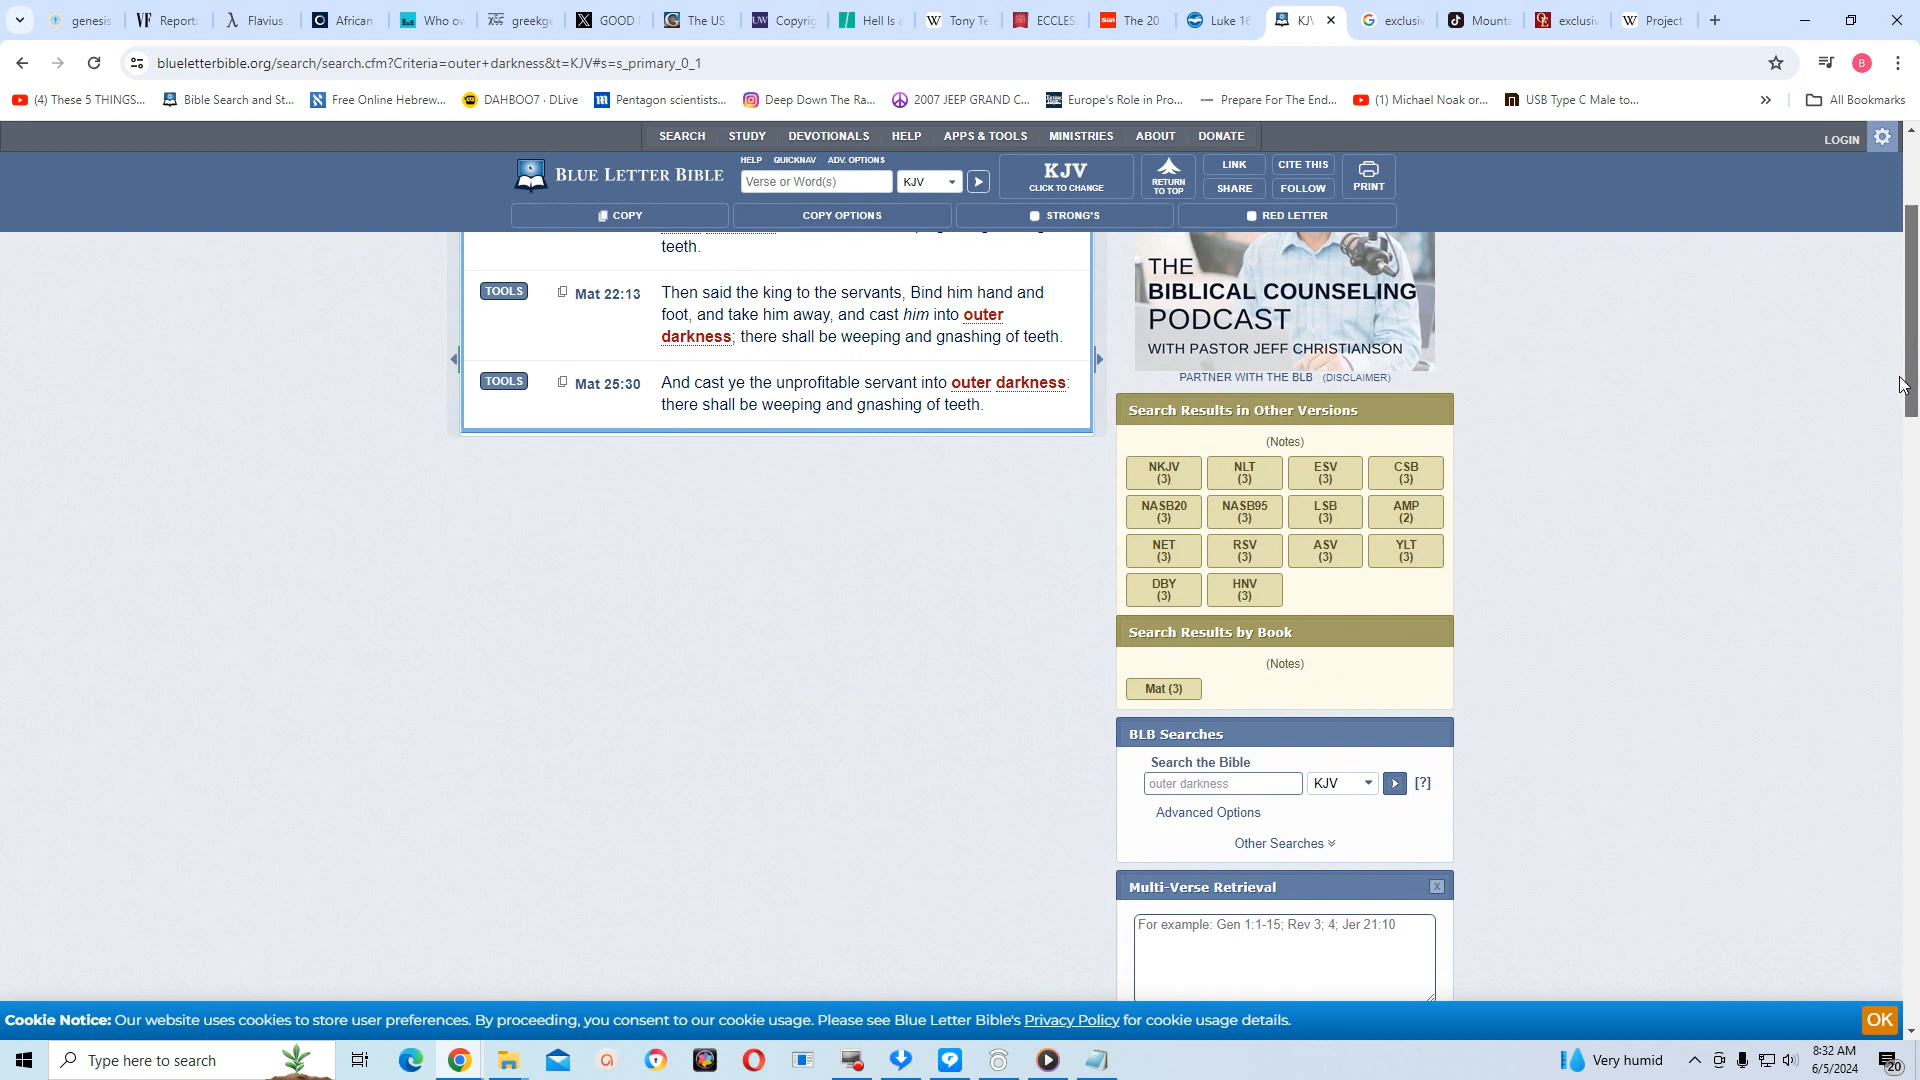 genesis
Report:
Flavius
African
Who ov
greekge
GOOD
The US
Copyrig
Hell Is a
Tony Te
ECCLES
The 20
Luke 16
KJV
exclusiv
Mounta
exclusiv
Project
blueletterbible.org/search/search.cfm?Criteria=outer+darkness&t=KJV#s=s_primary_0_1
B
(4) These 5 THINGS...
Bible Search and St...
Free Online Hebrew...
DAHBOO7 · DLive
Pentagon scientists...
Deep Down The Ra...
2007 JEEP GRAND C...
Europe's Role in Pro...
Prepare For The End...
(1) Michael Noak or...
USB Type C Male to...
»
All Bookmarks
SEARCH STUDY DEVOTIONALS HELP APPS & TOOLS MINISTRIES ABOUT DONATE
LOGIN
BLUE LETTER BIBLE
HELP QUICKNAV ADV. OPTIONS
Verse or Word(s)
KJV
KJV
CLICK TO CHANGE
RETURN
TO TOP
LINK
CITE THIS
SHARE
FOLLOW
PRINT
COPY
COPY OPTIONS
STRONG'S
RED LETTER
teeth.
TOOLS
Mat 22:13
Then said the king to the servants, Bind him hand and
foot, and take him away, and cast him into outer
darkness; there shall be weeping and gnashing of teeth.
TOOLS
Mat 25:30
And cast ye the unprofitable servant into outer darkness:
there shall be weeping and gnashing of teeth.
THE
BIBLICAL COUNSELING
PODCAST
WITH PASTOR JEFF CHRISTIANSON
PARTNER WITH THE BLB (DISCLAIMER)
Search Results in Other Versions
(Notes)
NKJV
(3)
NLT
(3)
ESV
(3)
CSB
(3)
NASB20
(3)
NASB95
(3)
LSB
(3)
AMP
(2)
NET
(3)
RSV
(3)
ASV
(3)
YLT
(3)
DBY
(3)
HNV
(3)
Search Results by Book
(Notes)
Mat (3)
BLB Searches
Search the Bible
outer darkness
KJV
[?]
Advanced Options
Other Searches
Multi-Verse Retrieval
x
For example: Gen 1:1-15; Rev 3; 4; Jer 21:10
Cookie Notice: Our website uses cookies to store user preferences. By proceeding, you consent to our cookie usage. Please see Blue Letter Bible's Privacy Policy for cookie usage details.
OK
Type here to search
Very humid
8:32 AM
6/5/2024
20